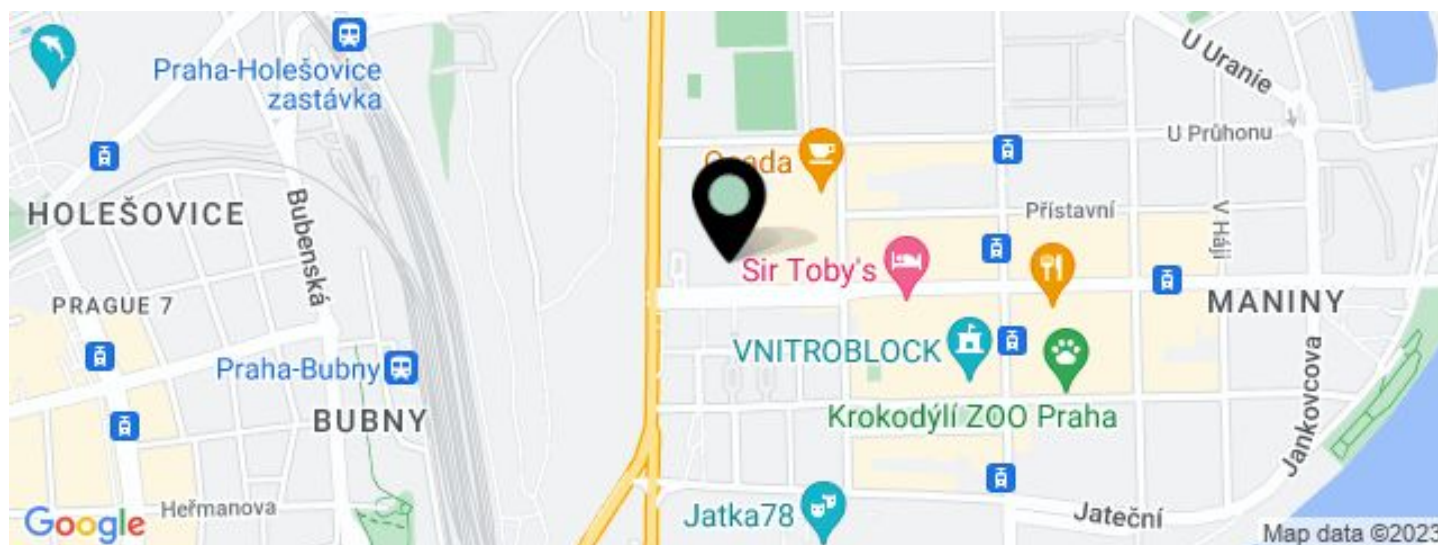 Praha-Holešovice
zastávka
U Uranie
U Průhonu
HOLEŠOVICE
Bubenská
Přístavní
V Háji
Sir Toby's
PRAGUE 7
MANINY
VNITROBLOCK
Praha-Bubny
BUBNY
Krokodýlí ZOO Praha
Jankovcova
Heřmanova
Jatka78
Jateční
Google
Map data ©2023